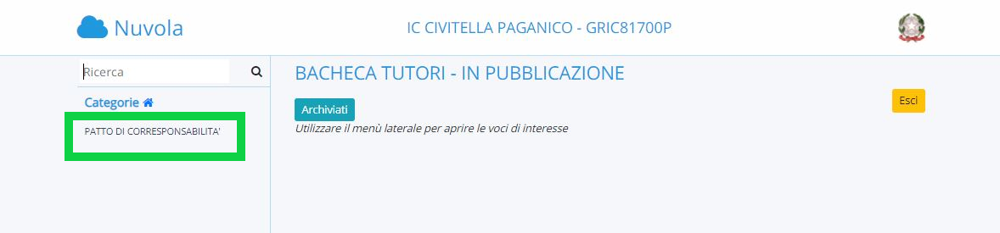 Nuvola
IC CIVITELLA PAGANICO - GRIC81700P
Ricerca
Categorie
PATTO DI CORRESPONSABILITA'
BACHECA TUTORI - IN PUBBLICAZIONE
Esci
Archiviati
Utilizzare il menù laterale per aprire le voci di interesse